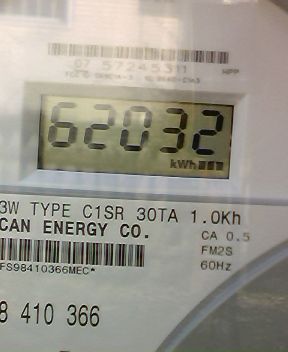 07 57245311 MPP
62032
kWh
3W TYPE C1SR 30TA 1.0Kh
CAN ENERGY CO.
CA 0.5
FM2S
60Hz
FS98410366MEC*
8 410 366